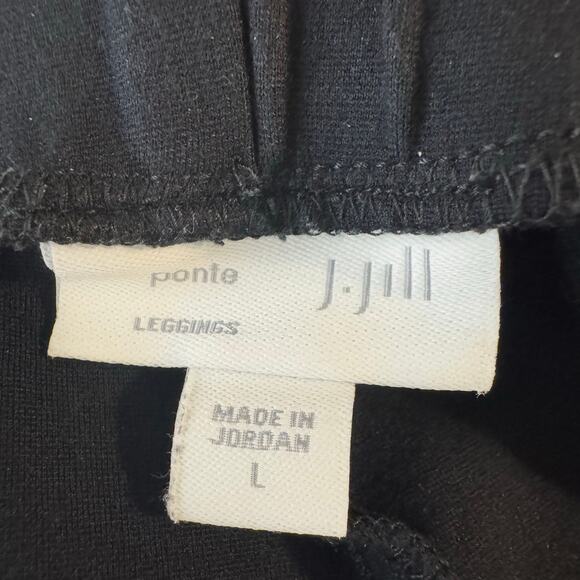 ponte J.Jill
LEGGINGS
MADE IN
JORDAN
L